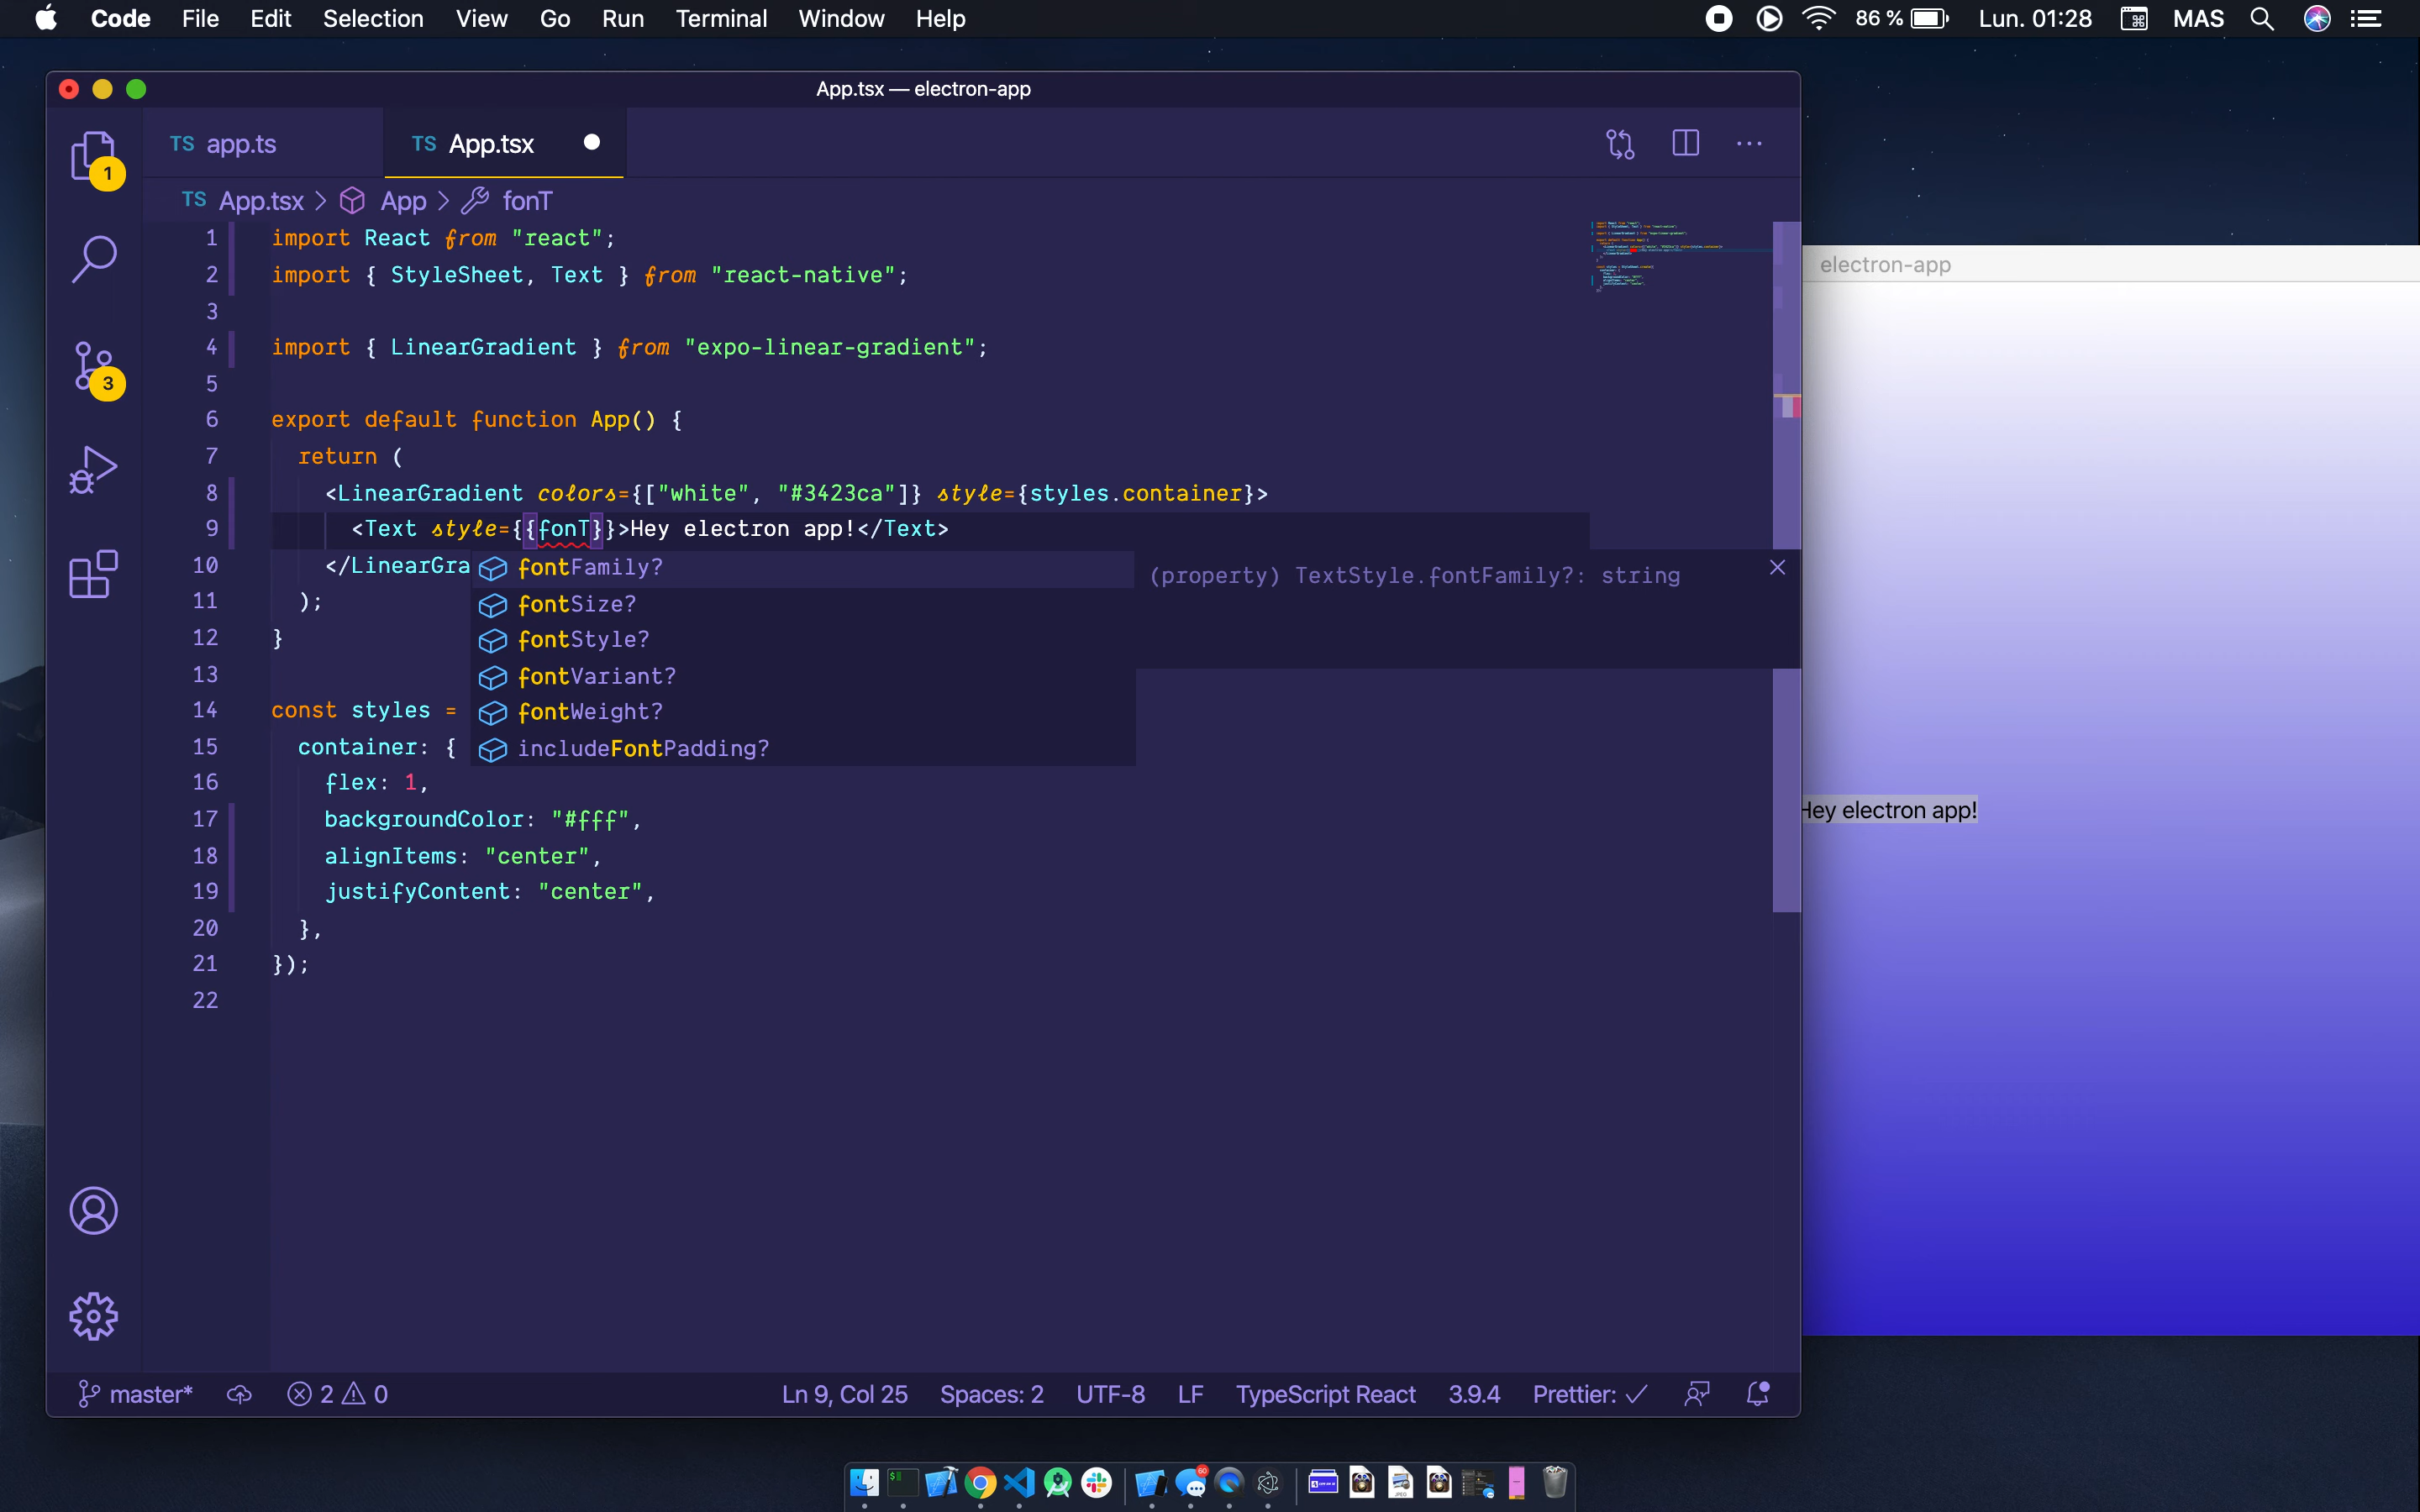 Code File Edit Selection View Go Run Terminal Window Help 86 % Lun. 01:28 MAS
App.tsx — electron-app
TS app.ts TS App.tsx
1
TS App.tsx > App > fonT
1 import React from "react";
2 import { StyleSheet, Text } from "react-native";
3
4 import { LinearGradient } from "expo-linear-gradient";
3
5
6 export default function App() {
7 return (
8 <LinearGradient colors={["white", "#3423ca"]} style={styles.container}>
9 <Text style={{fonT}}>Hey electron app!</Text>
10 </LinearGra
fontFamily?
(property) TextStyle.fontFamily?: string
fontSize?
11 );
fontStyle?
12 }
fontVariant?
13
fontWeight?
14 const styles =
includeFontPadding?
15 container: {
16 flex: 1,
17 backgroundColor: "#fff",
18 alignItems: "center",
19 justifyContent: "center",
20 },
21 });
22
master* 2 0 Ln 9, Col 25 Spaces: 2 UTF-8 LF TypeScript React 3.9.4 Prettier: ✓
electron-app
Hey electron app!
60
JPEG